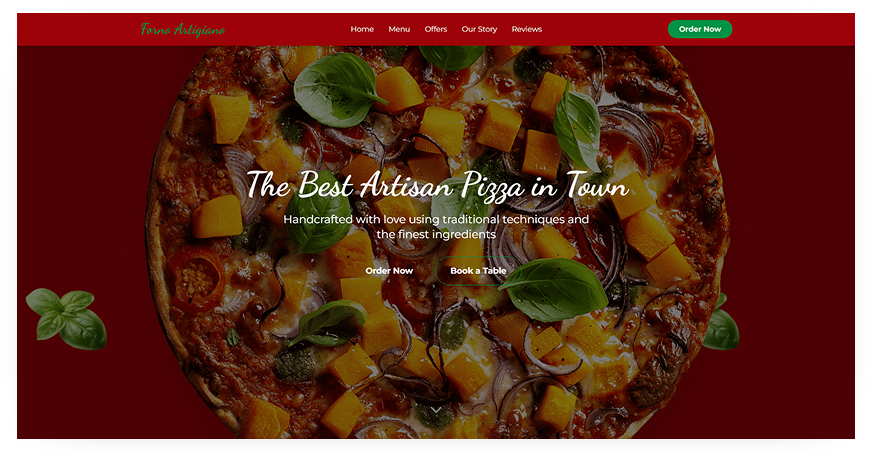 Forno Artigiano
Home Menu Offers Our Story Reviews
Order Now
The Best Artisan Pizza in Town
Handcrafted with love using traditional techniques and
the finest ingredients
Order Now
Book a Table